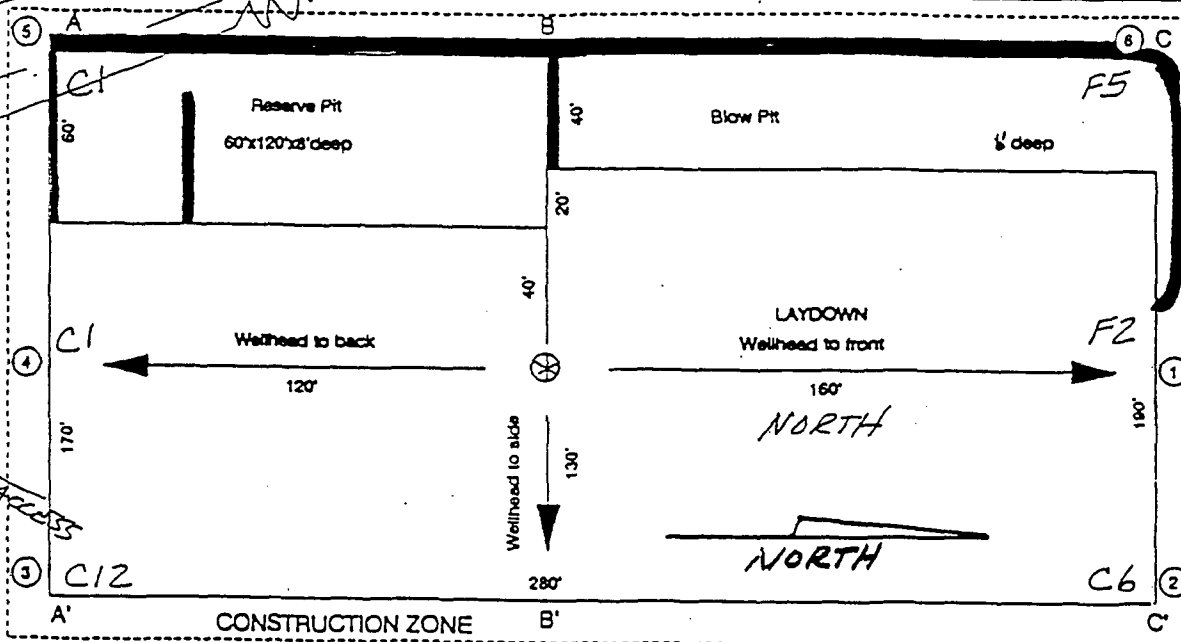 5 A B 6 C
C1 F5
Reserve Pit
60'x120'x8'deep
Blow Pit
60' 40'
6' deep
20'
40'
C1 F2
LAYDOWN
4 Wellhead to back Wellhead to front 1
120' 160'
NORTH
170' Wellhead to side 130' 190'
ACCESS
NORTH
3 C12 280' C6 2
A' CONSTRUCTION ZONE B' C'